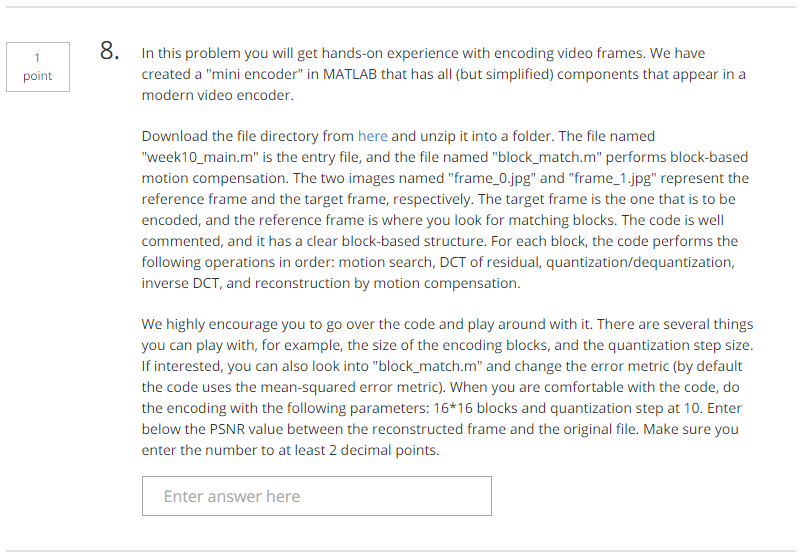 1
point
8.
In this problem you will get hands-on experience with encoding video frames. We have
created a "mini encoder" in MATLAB that has all (but simplified) components that appear in a
modern video encoder.
Download the file directory from here and unzip it into a folder. The file named
"week10_main.m" is the entry file, and the file named "block_match.m" performs block-based
motion compensation. The two images named "frame_0.jpg" and "frame_1.jpg" represent the
reference frame and the target frame, respectively. The target frame is the one that is to be
encoded, and the reference frame is where you look for matching blocks. The code is well
commented, and it has a clear block-based structure. For each block, the code performs the
following operations in order: motion search, DCT of residual, quantization/dequantization,
inverse DCT, and reconstruction by motion compensation.
We highly encourage you to go over the code and play around with it. There are several things
you can play with, for example, the size of the encoding blocks, and the quantization step size.
If interested, you can also look into "block_match.m" and change the error metric (by default
the code uses the mean-squared error metric). When you are comfortable with the code, do
the encoding with the following parameters: 16*16 blocks and quantization step at 10. Enter
below the PSNR value between the reconstructed frame and the original file. Make sure you
enter the number to at least 2 decimal points.
Enter answer here